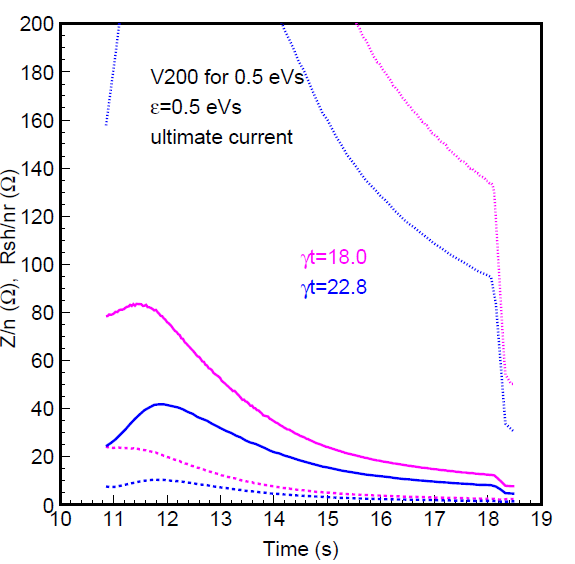 200
180
160
140
120
100
80
60
40
20
0
Z/n (Ω), Rsh/nr (Ω)
V200 for 0.5 eVs
ε=0.5 eVs
ultimate current
γt=18.0
γt=22.8
10 11 12 13 14 15 16 17 18 19
Time (s)